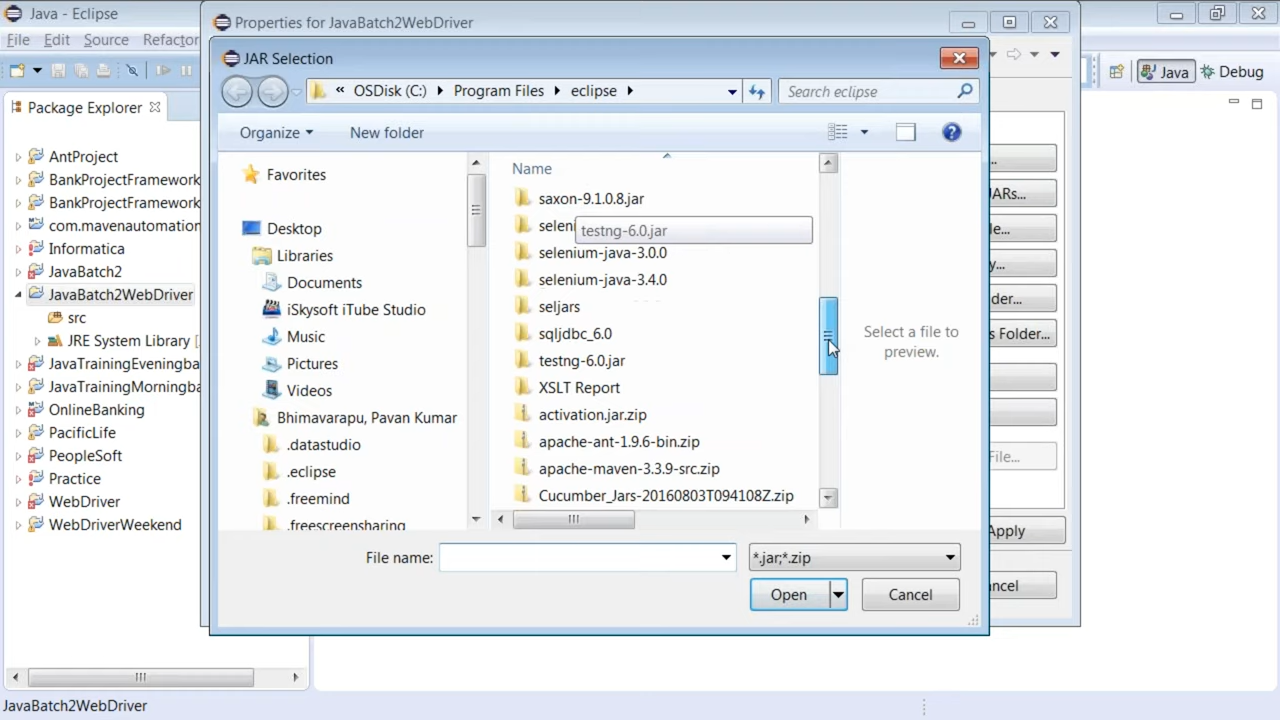 Java - Eclipse
Properties for JavaBatch2WebDriver
File Edit Source Refactor
JAR Selection
« OSDisk (C:) Program Files eclipse
Search eclipse
Java Debug
Package Explorer
Organize New folder
AntProject
BankProjectFramework
BankProjectFramework
com.mavenautomation
Informatica
JavaBatch2
JavaBatch2WebDriver
src
JRE System Library [
JavaTrainingEveningba
JavaTrainingMorningba
OnlineBanking
PacificLife
PeopleSoft
Practice
WebDriver
WebDriverWeekend
Favorites
Desktop
Libraries
Documents
iSkysoft iTube Studio
Music
Pictures
Videos
Bhimavarapu, Pavan Kumar
.datastudio
.eclipse
.freemind
.freescreensharing
Name
saxon-9.1.0.8.jar
selen
testng-6.0.jar
selenium-java-3.0.0
selenium-java-3.4.0
seljars
sqljdbc_6.0
testng-6.0.jar
XSLT Report
activation.jar.zip
apache-ant-1.9.6-bin.zip
apache-maven-3.3.9-src.zip
Cucumber_Jars-20160803T094108Z.zip
Select a file to
preview.
...
JARs...
le...
y...
der...
s Folder...
File...
Apply
ncel
File name:
*.jar;*.zip
Open Cancel
JavaBatch2WebDriver